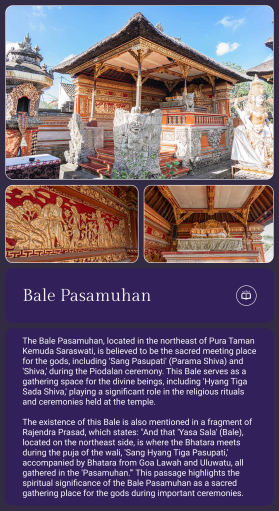 Bale Pasamuhan
The Bale Pasamuhan, located in the northeast of Pura Taman
Kemuda Saraswati, is believed to be the sacred meeting place
for the gods, including 'Sang Pasupati' (Parama Shiva) and
'Shiva,' during the Piodalan ceremony. This Bale serves as a
gathering space for the divine beings, including 'Hyang Tiga
Sada Shiva,' playing a significant role in the religious rituals
and ceremonies held at the temple.
The existence of this Bale is also mentioned in a fragment of
Rajendra Prasad, which states: "And that 'Yasa Sala' (Bale),
located on the northeast side, is where the Bhatara meets
during the puja of the wali, 'Sang Hyang Tiga Pasupati,'
accompanied by Bhatara from Goa Lawah and Uluwatu, all
gathered in the 'Pasamuhan.'" This passage highlights the
spiritual significance of the Bale Pasamuhan as a sacred
gathering place for the gods during important ceremonies.